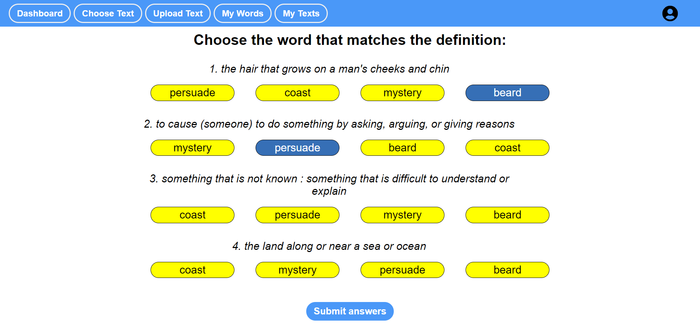 Dashboard Choose Text Upload Text My Words My Texts
Choose the word that matches the definition:
1. the hair that grows on a man's cheeks and chin
persuade coast mystery beard
2. to cause (someone) to do something by asking, arguing, or giving reasons
mystery persuade beard coast
3. something that is not known : something that is difficult to understand or
explain
coast persuade mystery beard
4. the land along or near a sea or ocean
coast mystery persuade beard
Submit answers